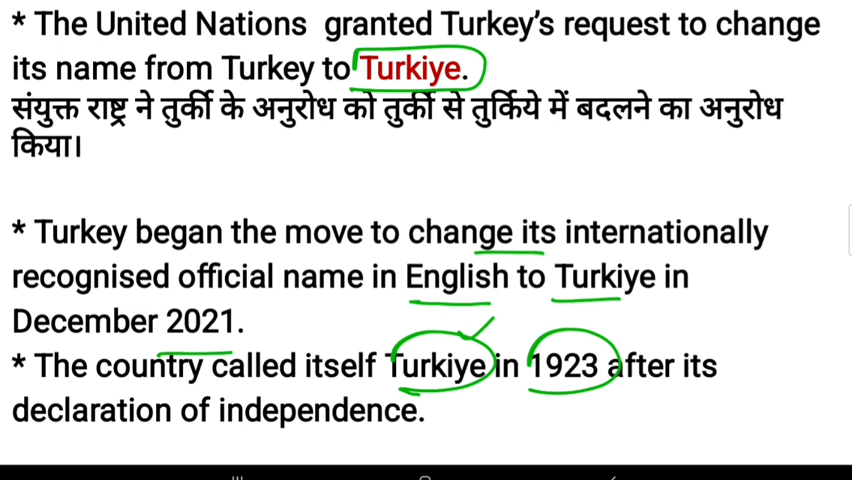 * The United Nations granted Turkey's request to change
its name from Turkey to Turkiye.
संयुक्त राष्ट्र ने तुर्की के अनुरोध को तुर्की से तुर्किये में बदलने का अनुरोध
किया।
* Turkey began the move to change its internationally
recognised official name in English to Turkiye in
December 2021.
* The country called itself Turkiye in 1923 after its
declaration of independence.